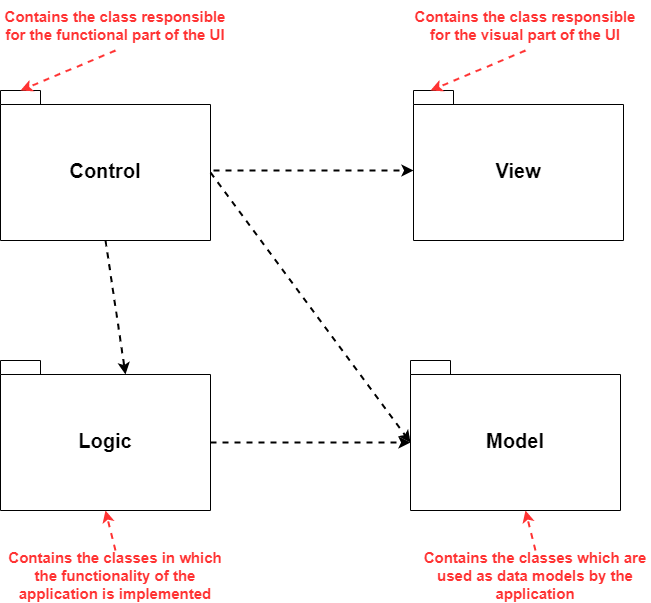 Contains the class responsible
for the functional part of the UI
Contains the class responsible
for the visual part of the UI
Control
View
Logic
Model
Contains the classes in which
the functionality of the
application is implemented
Contains the classes which are
used as data models by the
application